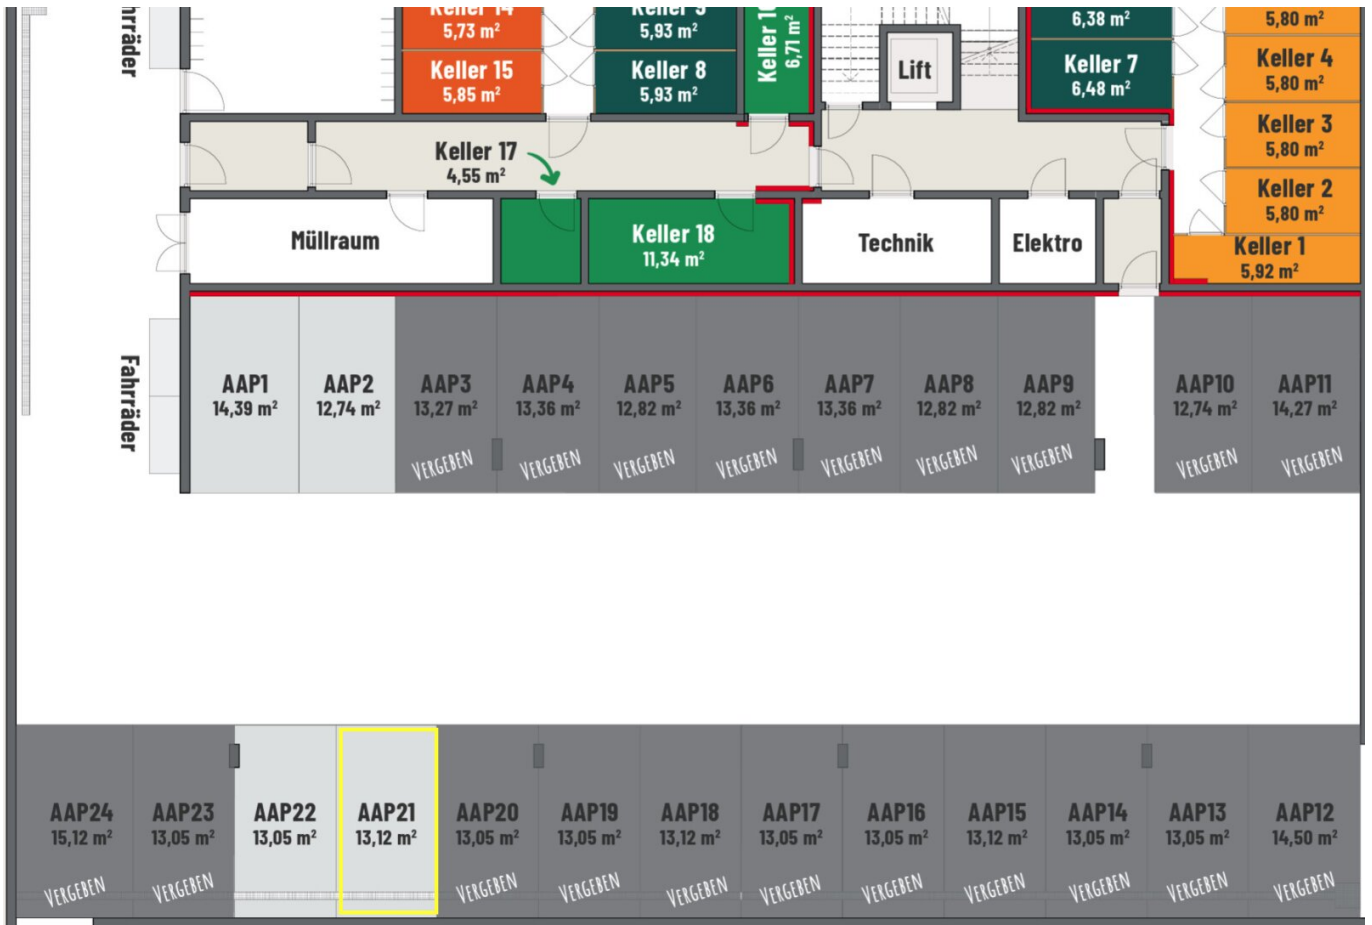 Fahrräder
Keller 14
5,73 m²
Keller 15
5,85 m²
5,93 m²
Keller 8
5,93 m²
6,71 m²
Lift
6,38 m²
Keller 7
6,48 m²
5,80 m²
Keller 4
5,80 m²
Keller 3
5,80 m²
Keller 2
5,80 m²
Keller 1
5,92 m²
Keller 17
4,55 m²
Müllraum
Keller 18
11,34 m²
Technik
Elektro
Fahrräder
AAP1
14,39 m²
AAP2
12,74 m²
AAP3
13,27 m²
VERGEBEN
AAP4
13,36 m²
VERGEBEN
AAP5
12,82 m²
VERGEBEN
AAP6
13,36 m²
VERGEBEN
AAP7
13,36 m²
VERGEBEN
AAP8
12,82 m²
VERGEBEN
AAP9
12,82 m²
VERGEBEN
AAP10
12,74 m²
VERGEBEN
AAP11
14,27 m²
VERGEBEN
AAP24
15,12 m²
VERGEBEN
AAP23
13,05 m²
VERGEBEN
AAP22
13,05 m²
AAP21
13,12 m²
AAP20
13,05 m²
VERGEBEN
AAP19
13,05 m²
VERGEBEN
AAP18
13,12 m²
VERGEBEN
AAP17
13,05 m²
VERGEBEN
AAP16
13,05 m²
VERGEBEN
AAP15
13,12 m²
VERGEBEN
AAP14
13,05 m²
VERGEBEN
AAP13
13,05 m²
VERGEBEN
AAP12
14,50 m²
VERGEBEN